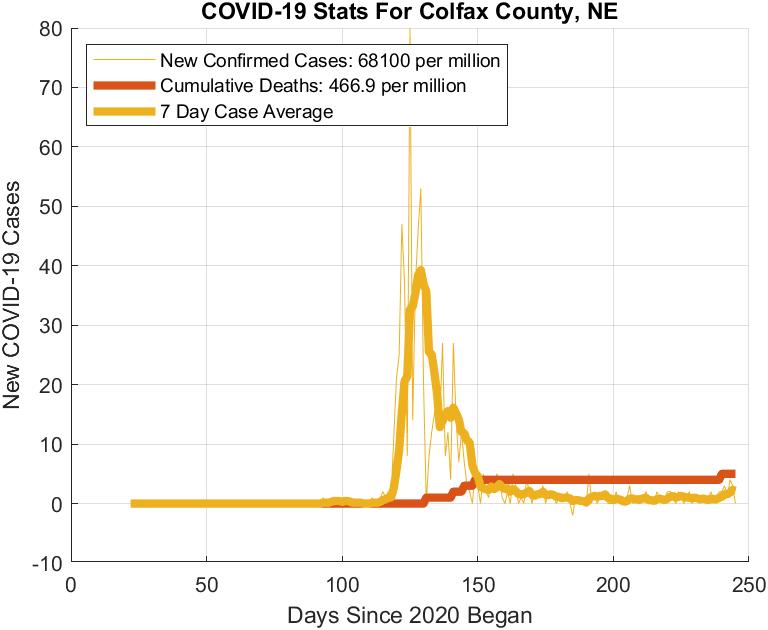 COVID-19 Stats For Colfax County, NE
New Confirmed Cases: 68100 per million
Cumulative Deaths: 466.9 per million
7 Day Case Average
New COVID-19 Cases
80
70
60
50
40
30
20
10
0
-10
0 50 100 150 200 250
Days Since 2020 Began